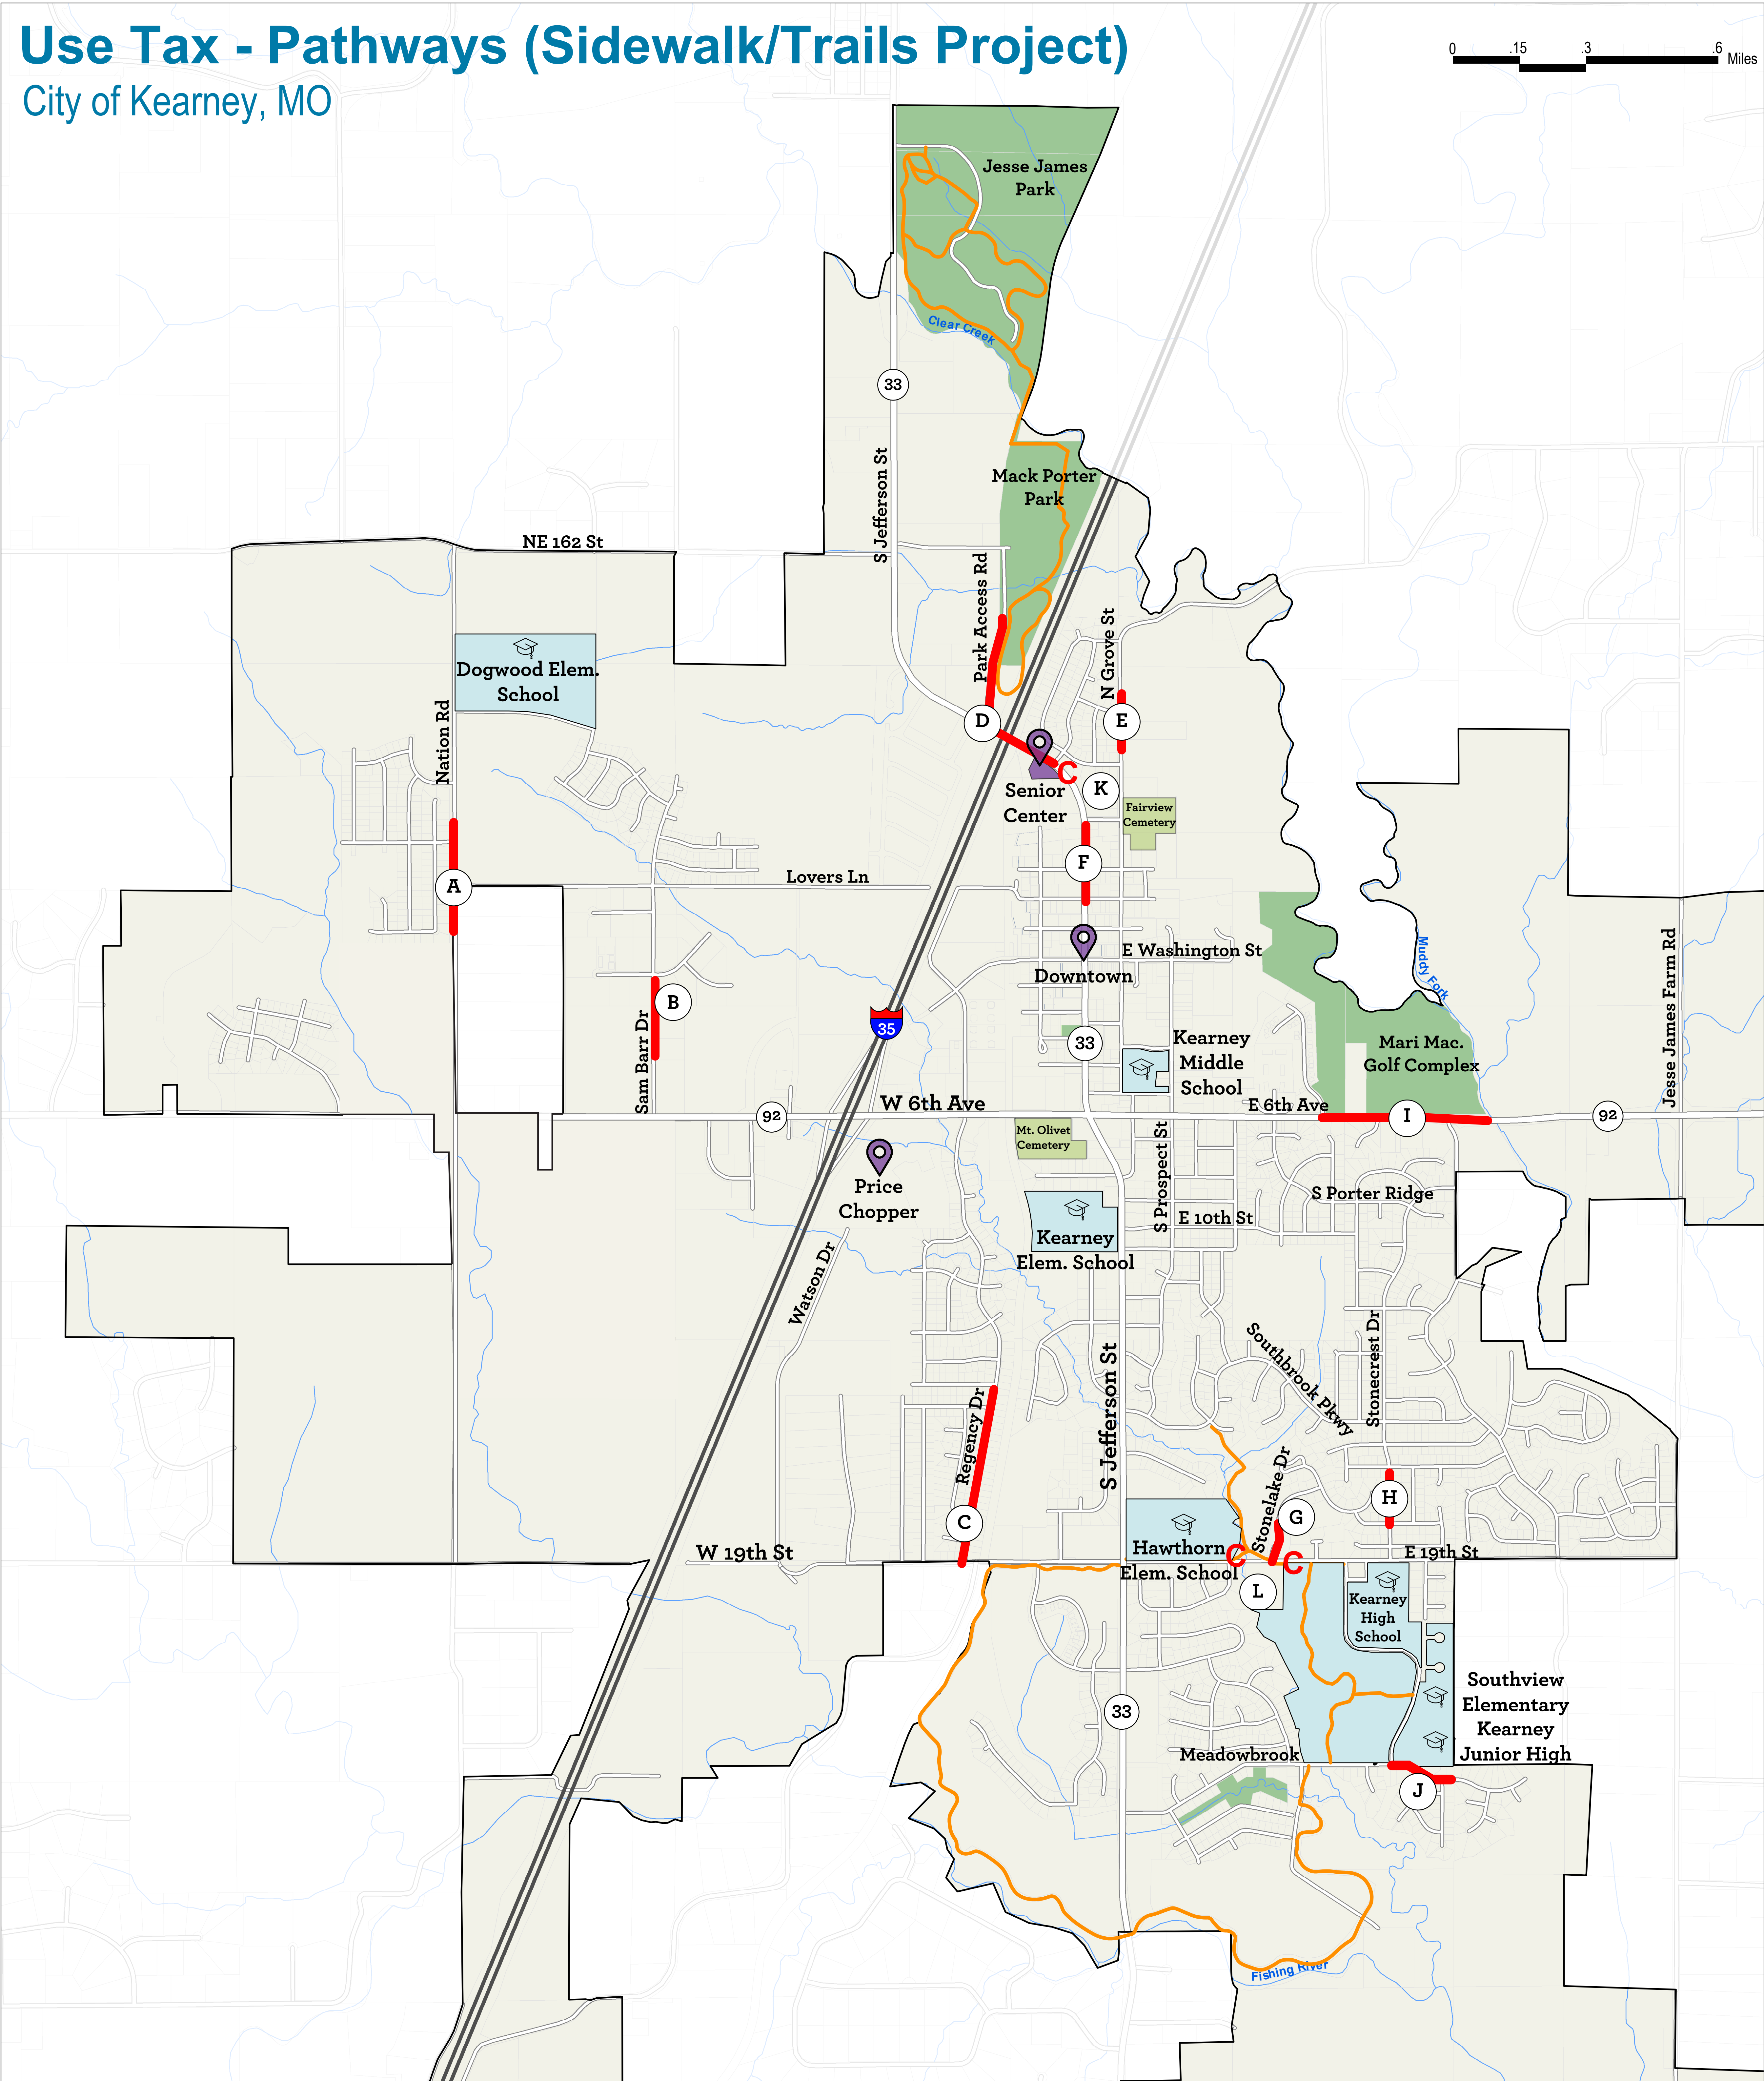 Use Tax - Pathways (Sidewalk/Trails Project)
City of Kearney, MO
0 .15 .3 .6
Miles
Jesse James
Park
Clear Creek
33
S Jefferson St
Mack Porter
Park
NE 162 St
Park Access Rd
N Grove St
Dogwood Elem.
School
Nation Rd
D
E
C
Senior
Center
K
Fairview
Cemetery
F
A
Lovers Ln
Downtown
E Washington St
Muddy Fork
Jesse James Farm Rd
B
Sam Barr Dr
35
33
Kearney
Middle
School
Mari Mac.
Golf Complex
92
W 6th Ave
E 6th Ave
I
92
Mt. Olivet
Cemetery
S Prospect St
Price
Chopper
S Porter Ridge
E 10th St
Kearney
Elem. School
Watson Dr
Southbrook Pkwy
Stonecrest Dr
S Jefferson St
Regency Dr
Stonelake Dr
H
G
C
W 19th St
Hawthorn
Elem. School
C
C
E 19th St
L
Kearney
High
School
Southview
Elementary
Kearney
Junior High
33
Meadowbrook
J
Fishing River